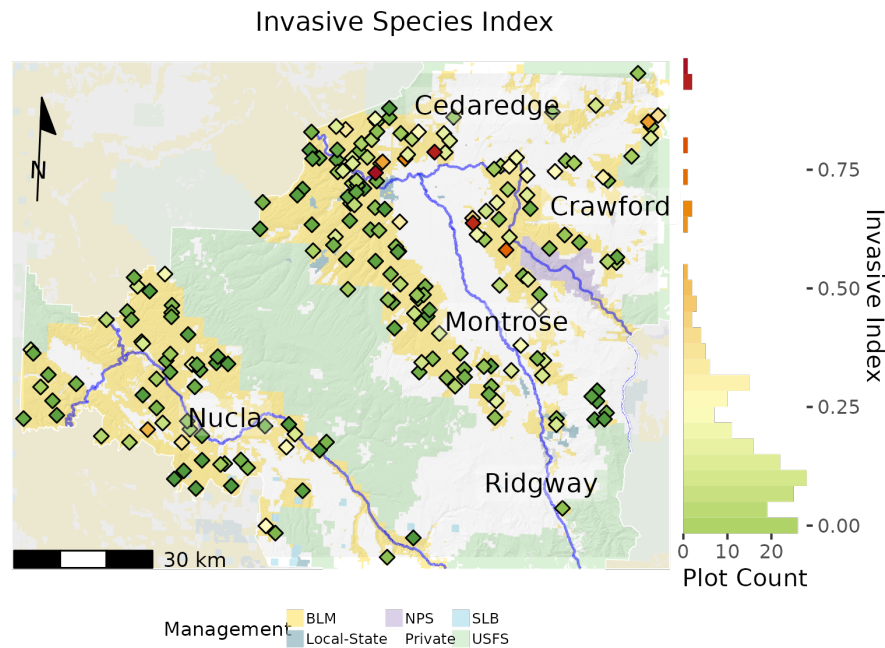 Invasive Species Index
Cedaredge
N
Crawford
Montrose
Nucla
Ridgway
30 km
0.75
0.50
0.25
0.00
Invasive Index
0 10 20
Plot Count
Management
BLM NPS SLB
Local-State Private USFS